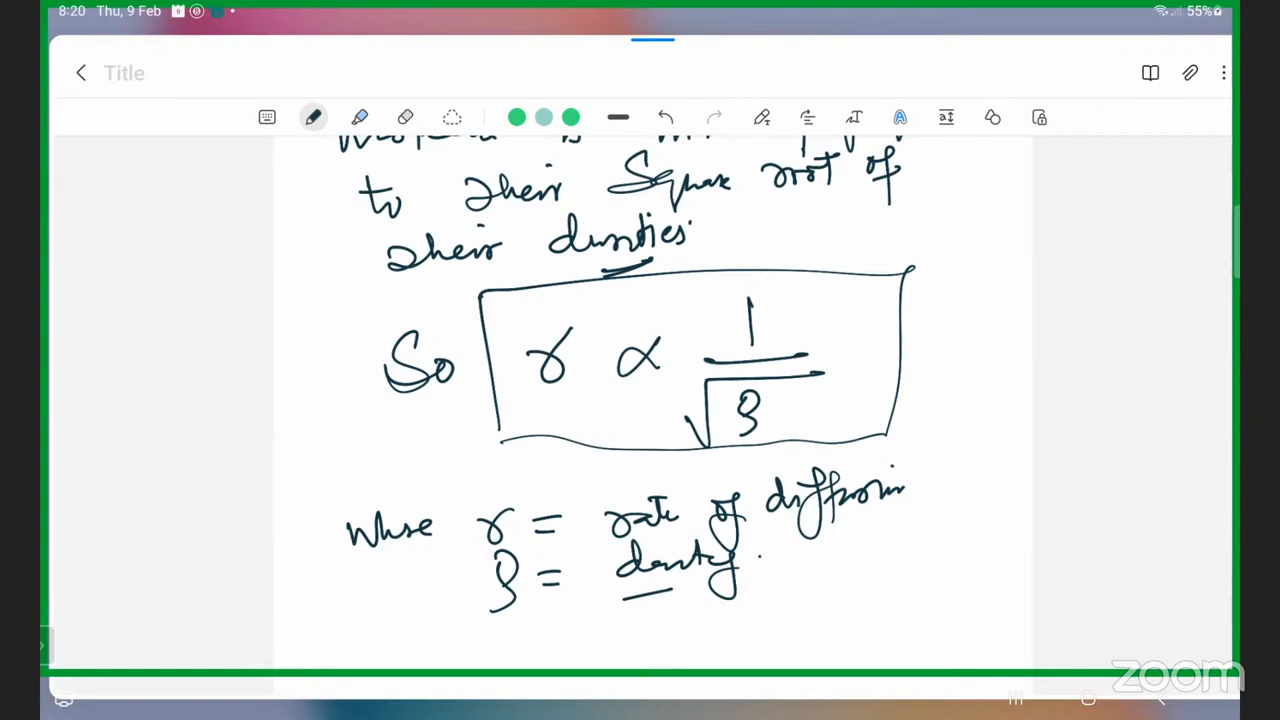 8:20 Thu, 9 Feb
55%
Title
to their Square root of
their densities
So r ∝ 1/√ρ
Where r = rate of diffusion
ρ = density
zoom